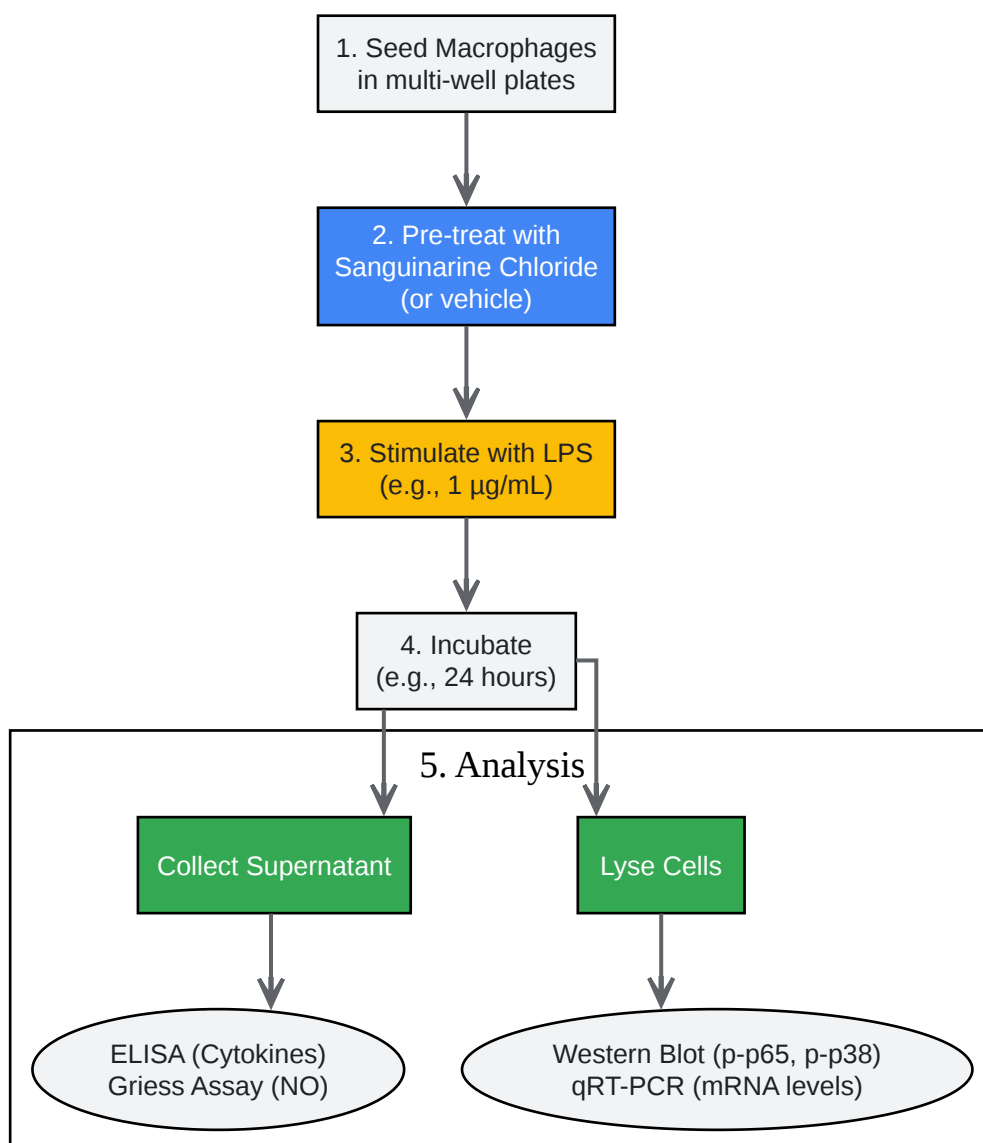 1. Seed Macrophages
in multi-well plates
2. Pre-treat with
Sanguinarine Chloride
(or vehicle)
3. Stimulate with LPS
(e.g., 1 µg/mL)
4. Incubate
(e.g., 24 hours)
5. Analysis
Collect Supernatant
Lyse Cells
ELISA (Cytokines)
Griess Assay (NO)
Western Blot (p-p65, p-p38)
qRT-PCR (mRNA levels)